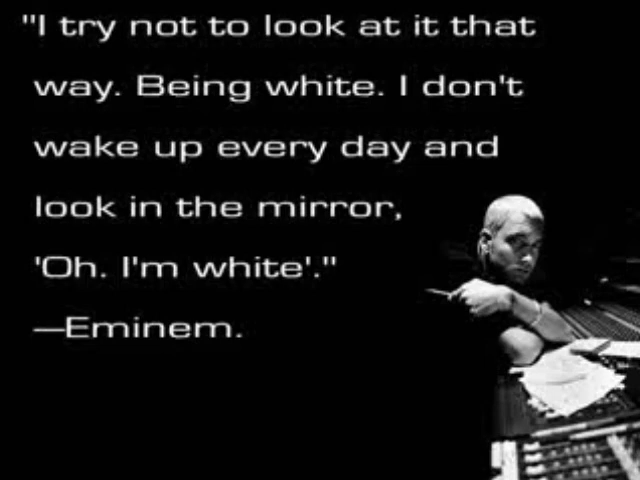 "I try not to look at it that
way. Being white. I don't
wake up every day and
look in the mirror,
'Oh. I'm white'."
—Eminem.